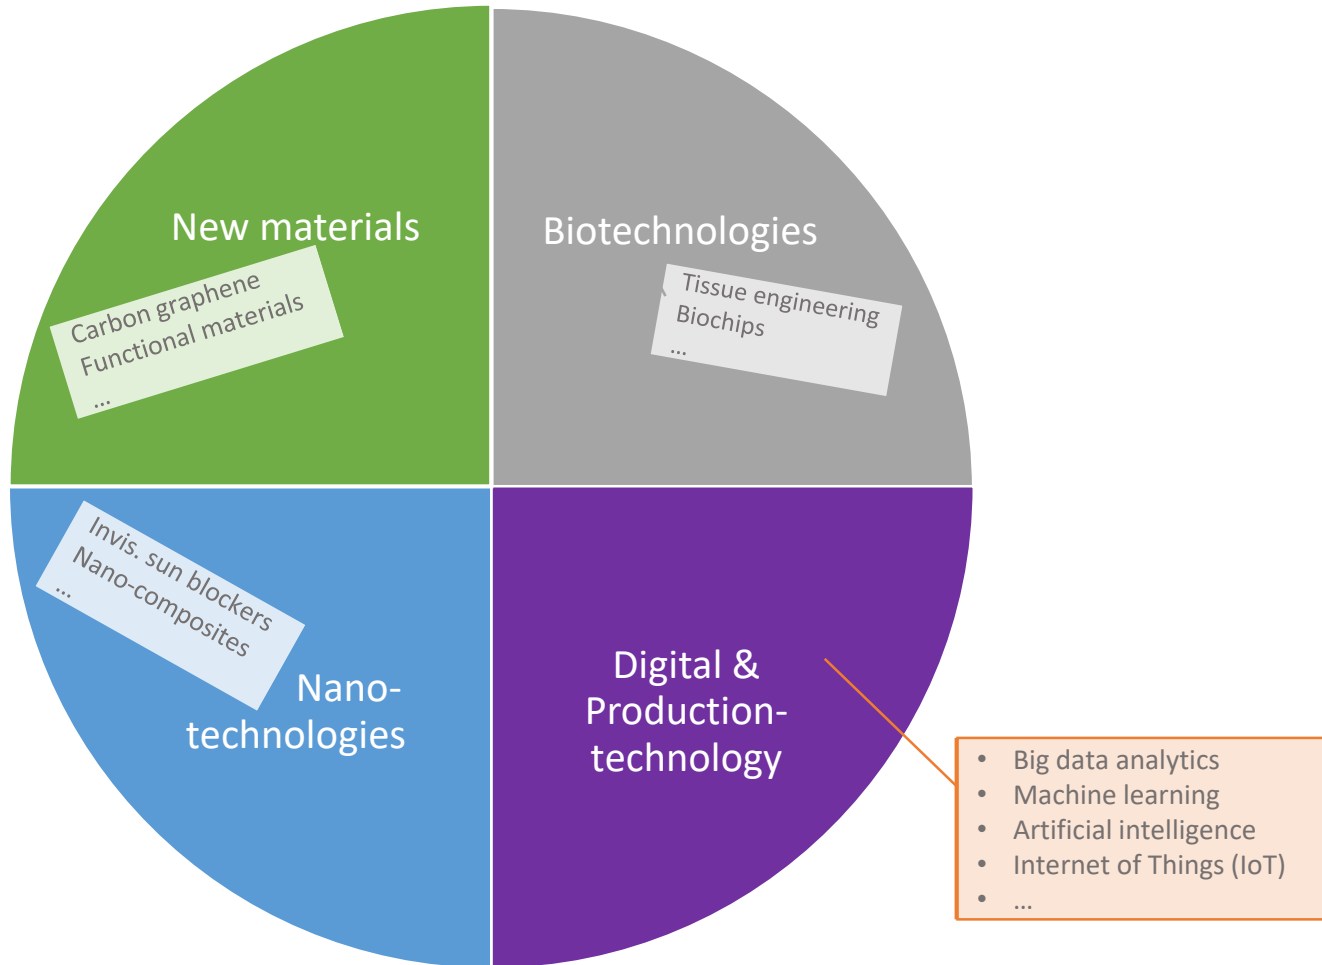 New materials
Carbon graphene
Functional materials
...
Biotechnologies
Tissue engineering
Biochips
...
Invis. sun blockers
Nano-composites
...
Nano-
technologies
Digital &
Production-
technology
• Big data analytics
• Machine learning
• Artificial intelligence
• Internet of Things (IoT)
• ...